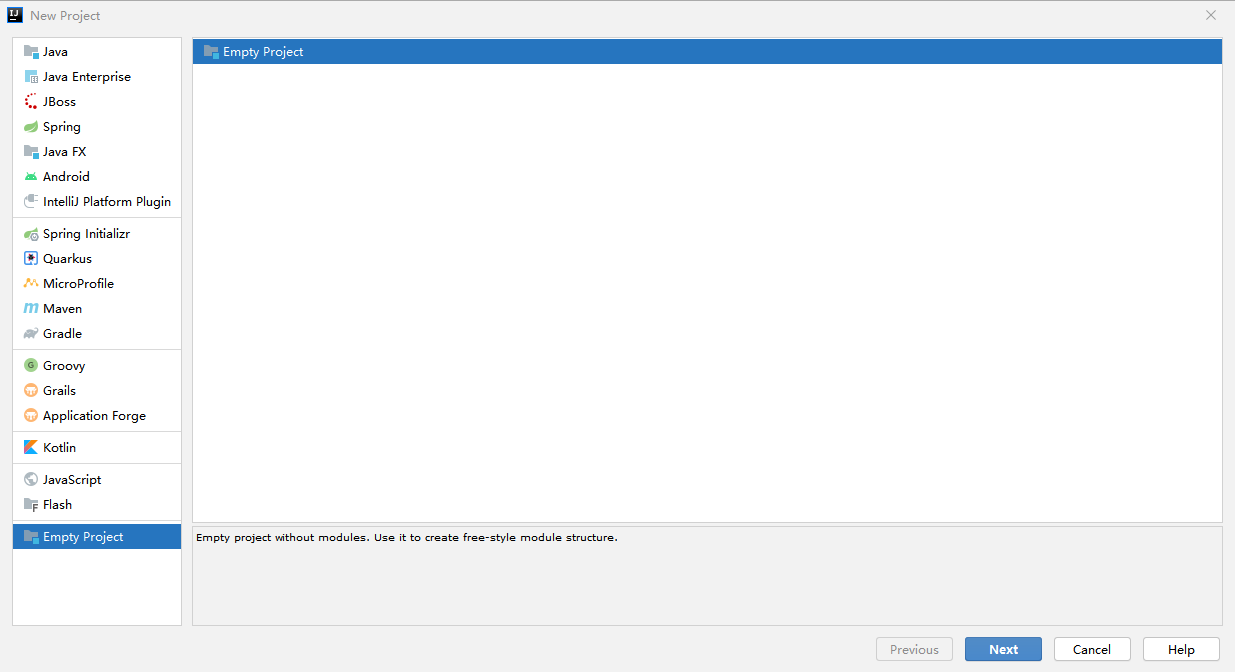 New Project
Java
Java Enterprise
JBoss
Spring
Java FX
Android
IntelliJ Platform Plugin
Spring Initializr
Quarkus
MicroProfile
Maven
Gradle
Groovy
Grails
Application Forge
Kotlin
JavaScript
Flash
Empty Project
Empty Project
Empty project without modules. Use it to create free-style module structure.
Previous
Next
Cancel
Help